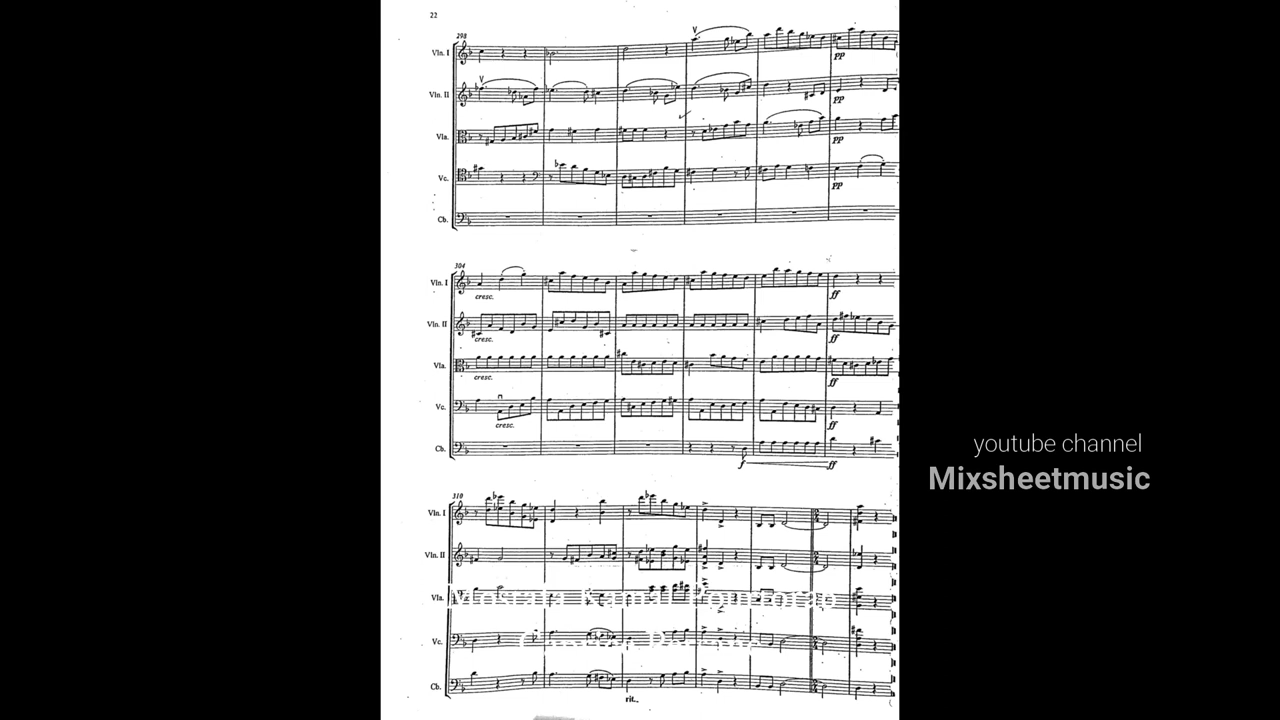 22
298
Vln. I
Vln. II
Vla.
Vc.
Cb.
pp
pp
pp
pp
304
Vln. I
cresc.
ff
Vln. II
cresc.
ff
Vla.
cresc.
ff
Vc.
cresc.
ff
Cb.
f ff
youtube channel
Mixsheetmusic
310
Vln. I
Vln. II
Vla.
Vc.
Cb.
rit..